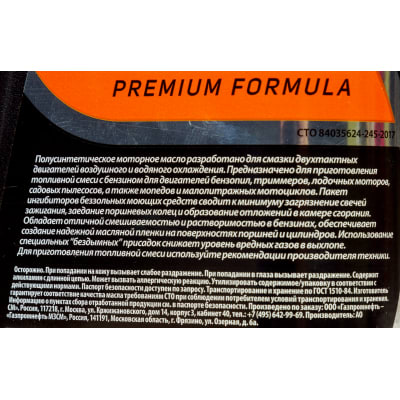 PREMIUM FORMULA
СТО 84035624-245-2017
Полусинтетическое моторное масло разработано для смазки двухтактных
двигателей воздушного и водяного охлаждения. Предназначено для приготовления
топливной смеси с бензином для двигателей бензопил, триммеров, лодочных моторов,
садовых пылесосов, а также мопедов и малолитражных мотоциклов. Пакет
ингибиторов беззольных моющих средств сводит к минимуму загрязнение свечей
зажигания, заедание поршневых колец и образование отложений в камере сгорания.
Обладает отличной смешиваемостью и растворимостью в бензинах, обеспечивает
создание надежной масляной пленки на поверхностях поршней и цилиндров. Использование
специальных "бездымных" присадок снижает уровень вредных газов в выхлопе.
Для приготовления топливной смеси используйте рекомендации производителя техники.
Осторожно. При попадании на кожу вызывает слабое раздражение. При попадании в глаза вызывает раздражение. Содержит
алкилфенол. Может вызывать аллергическую реакцию. Утилизировать содержимое/упаковку в соответствии с
действующими нормами. Паспорт безопасности доступен по запросу. Транспортирование и хранение по ГОСТ 1510-84. Изготовитель
гарантирует соответствие качества масла требованиям СТО при соблюдении потребителем условий транспортирования и хранения.
Информацию о пунктах сбора отработанной продукции см. в паспорте безопасности. Произведено по заказу: ООО «Газпромнефть –
СМ», Россия, 117218, г. Москва, ул. Кржижановского, дом 14, корпус 3, кабинет 40, тел.: +7 (495) 642-99-69. Производитель: АО
«Газпромнефть МЗСМ», Россия, 141191, Московская область, г. Фрязино, ул. Озерная, д. 6а.